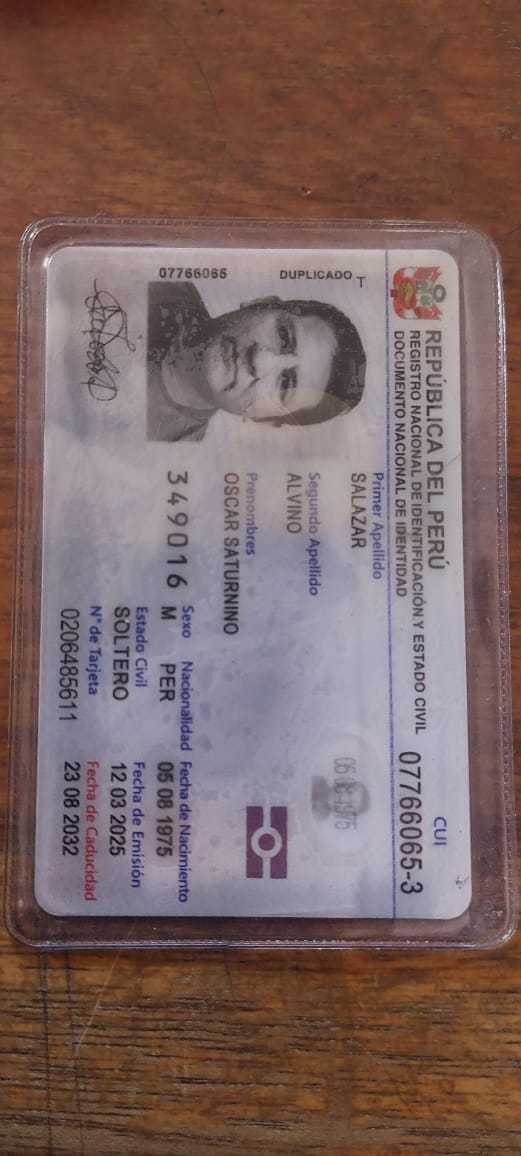 REPÚBLICA DEL PERÚ
REGISTRO NACIONAL DE IDENTIFICACIÓN Y ESTADO CIVIL
DOCUMENTO NACIONAL DE IDENTIDAD
CUI
07766065-3
07766065
DUPLICADO T
Primer Apellido
SALAZAR
Segundo Apellido
ALVINO
Prenombres
OSCAR SATURNINO
349016
Sexo Nacionalidad Fecha de Nacimiento
M PER 05 08 1975
Estado Civil Fecha de Emisión
SOLTERO 12 03 2025
N° de Tarjeta Fecha de Caducidad
0206485611 23 08 2032